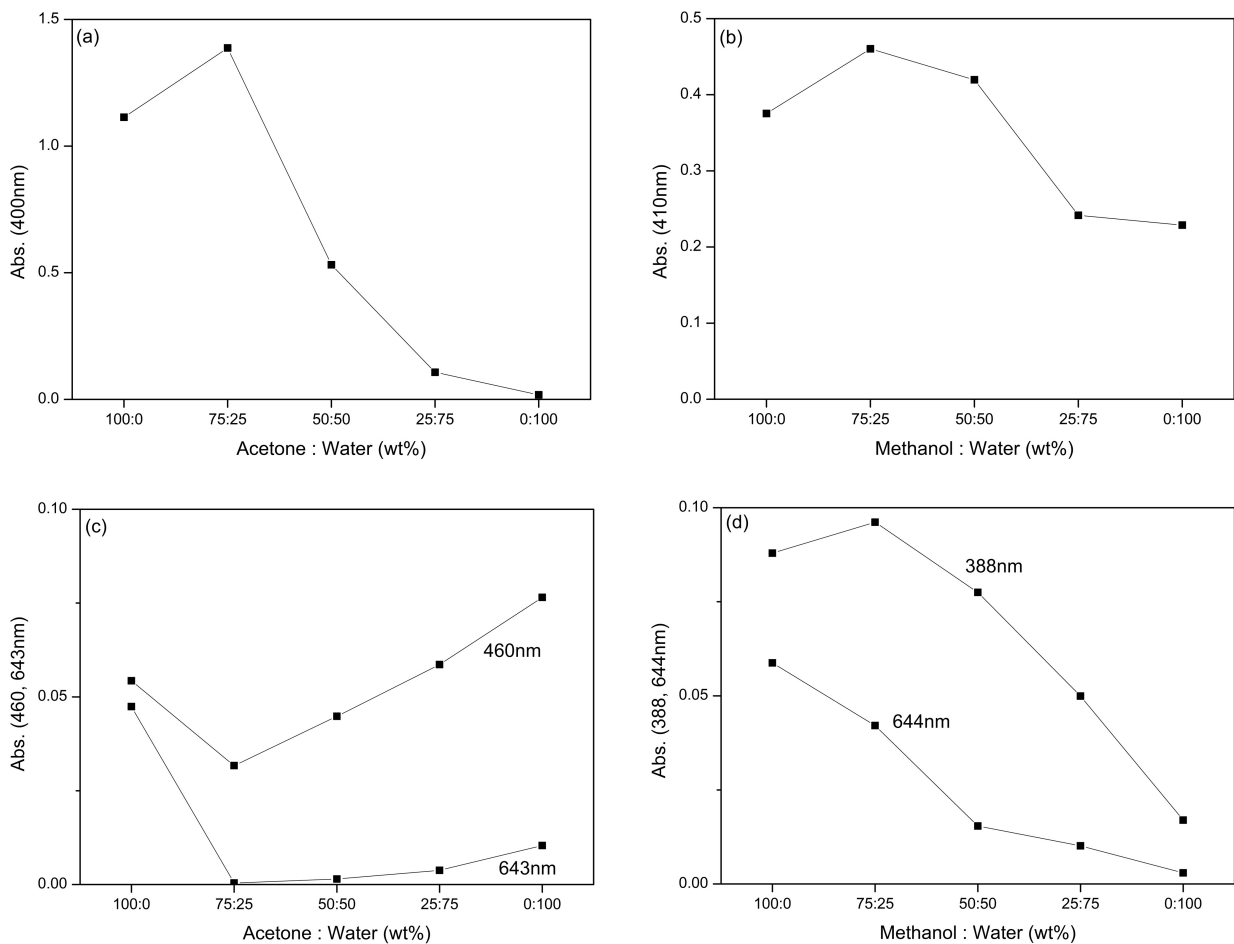 (a)
1.5
1.0
0.5
0.0
Abs. (400nm)
100:0 75:25 50:50 25:75 0:100
Acetone : Water (wt%)
(b)
0.5
0.4
0.3
0.2
0.1
0.0
Abs. (410nm)
100:0 75:25 50:50 25:75 0:100
Methanol : Water (wt%)
(c)
0.10
0.05
0.00
Abs. (460, 643nm)
460nm
643nm
100:0 75:25 50:50 25:75 0:100
Acetone : Water (wt%)
(d)
0.10
0.05
0.00
Abs. (388, 644nm)
388nm
644nm
100:0 75:25 50:50 25:75 0:100
Methanol : Water (wt%)